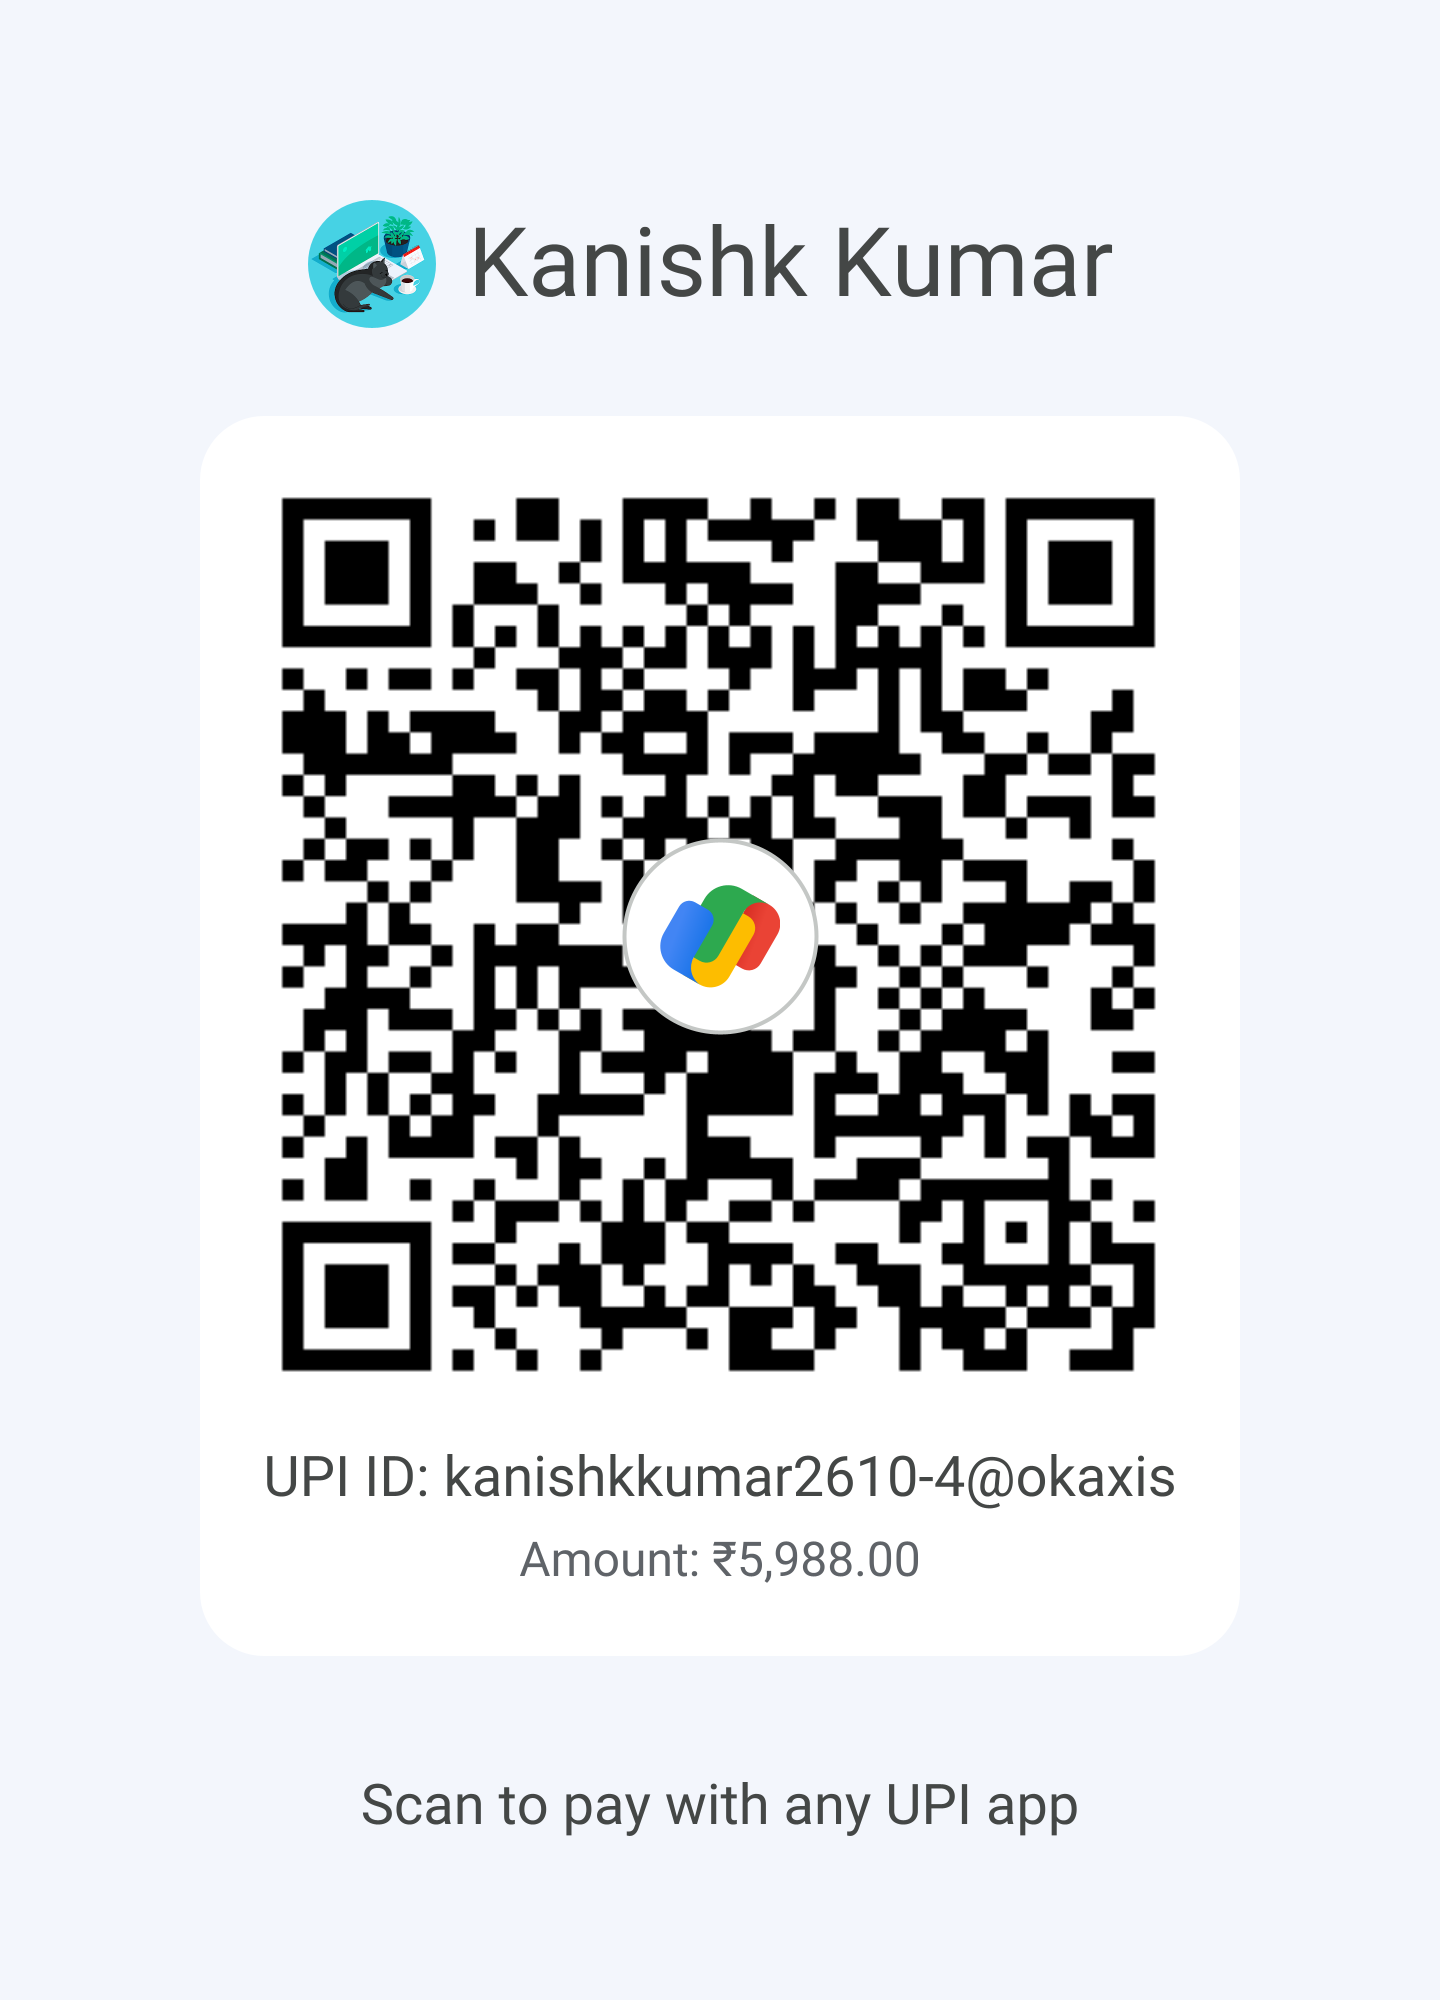 Kanishk Kumar
UPI ID: kanishkkumar2610-4@okaxis
Amount: ₹5,988.00
Scan to pay with any UPI app